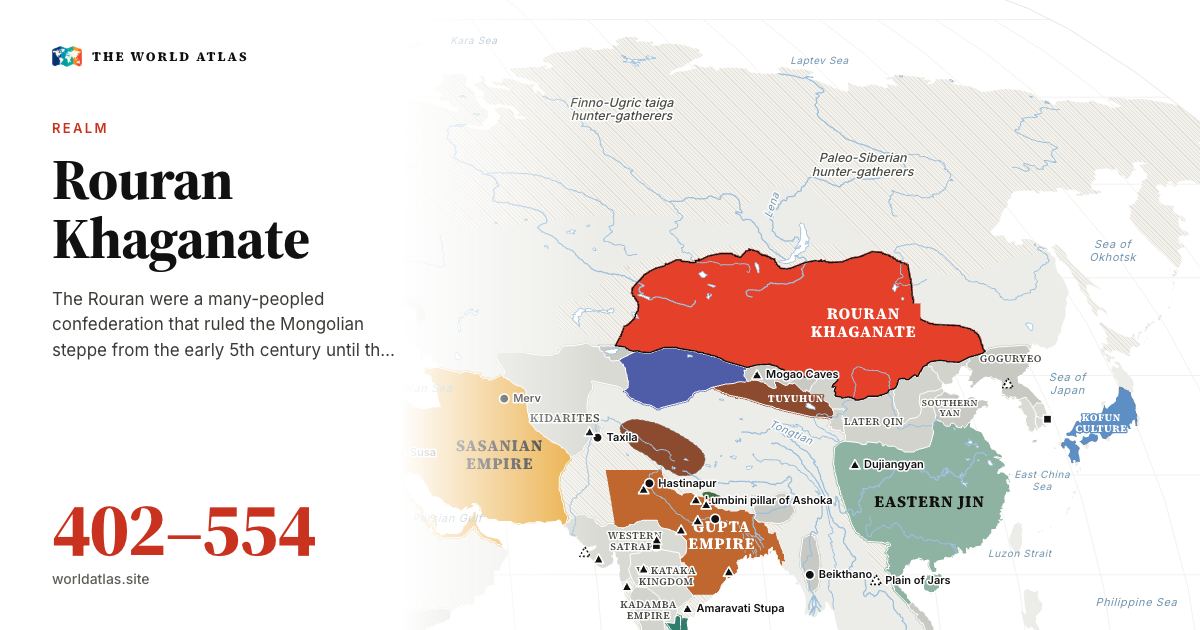 THE WORLD ATLAS
REALM
Rouran
Khaganate
The Rouran were a many-peopled
confederation that ruled the Mongolian
steppe from the early 5th century until th...
402–554
worldatlas.site
Kara Sea
Laptev Sea
Finno-Ugric taiga
hunter-gatherers
Paleo-Siberian
hunter-gatherers
Lena
Sea of
Okhotsk
ROURAN
KHAGANATE
GOGURYEO
Mogao Caves
Sea of
Japan
Merv
TUYUHUN
SOUTHERN
YAN
KIDARITES
LATER QIN
KOFUN
CULTURE
Taxila
Tongtian
SASANIAN
EMPIRE
Susa
Dujiangyan
East China
Sea
Hastinapur
Lumbini pillar of Ashoka
EASTERN JIN
Persian Gulf
GUPTA
EMPIRE
WESTERN
SATRAP
Luzon Strait
KATAKA
KINGDOM
Beikthano
Plain of Jars
KADAMBA
EMPIRE
Amaravati Stupa
Philippine Sea